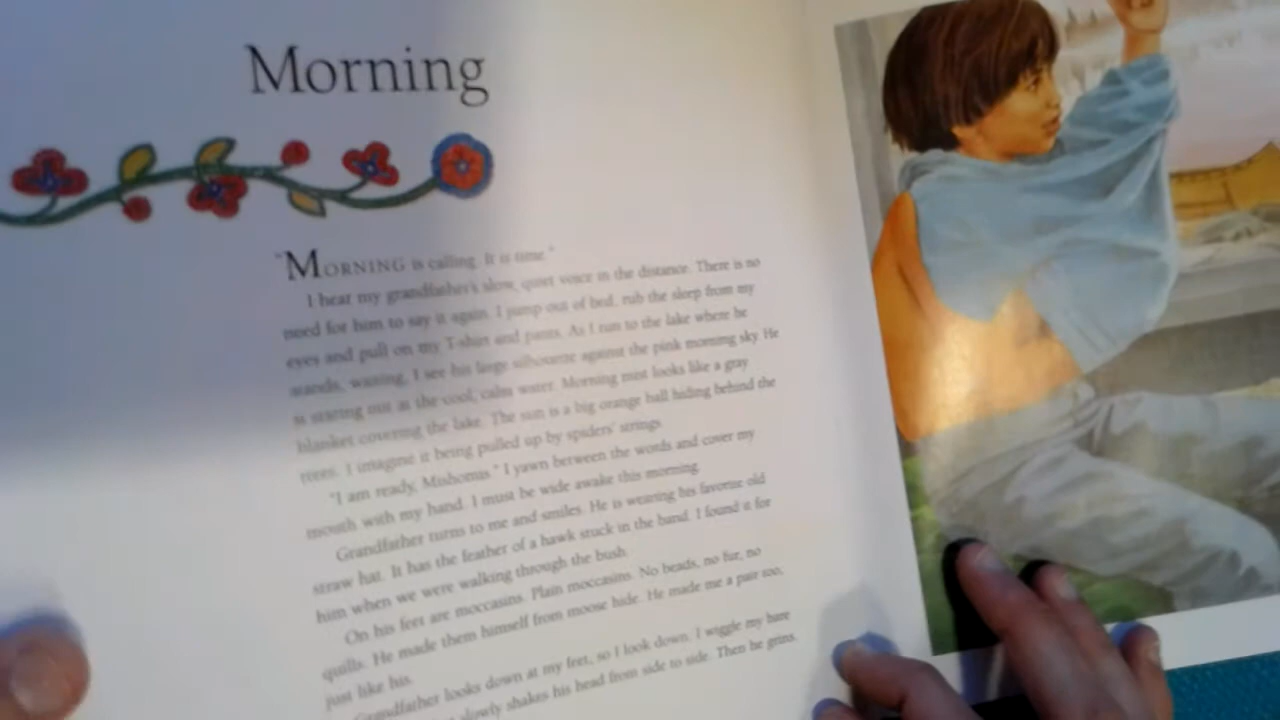 Morning
"MORNING is calling. It is time."
I hear my grandfather's slow, quiet voice in the distance. There is no
need for him to say it again. I jump out of bed, rub the sleep from my
eyes and pull on my T-shirt and pants. As I run to the lake where he
stands, waiting, I see his large silhouette against the pink morning sky. He
is staring out at the cool, calm water. Morning mist looks like a gray
blanket covering the lake. The sun is a big orange ball hiding behind the
trees. I imagine it being pulled up by spiders' strings.
"I am ready, Mishomis." I yawn between the words and cover my
mouth with my hand. I must be wide awake this morning.
Grandfather turns to me and smiles. He is wearing his favorite old
straw hat. It has the feather of a hawk stuck in the band. I found it for
him when we were walking through the bush.
On his feet are moccasins. Plain moccasins. No beads, no fur, no
quills. He made them himself from moose hide. He made me a pair too,
just like his.
Grandfather looks down at my feet, so I look down. I wiggle my bare
slowly shakes his head from side to side. Then he grins.